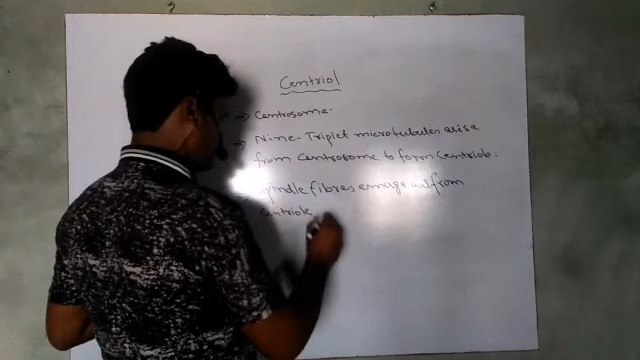 Centriol
→ Centrosome.
→ Nine-Triplet microtubules arise
from Centrosome to form Centriole.
spindle fibres emerge out from
Centriole